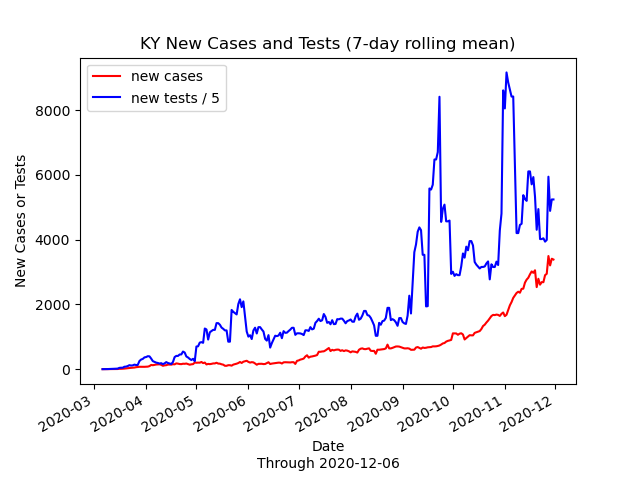 KY New Cases and Tests (7-day rolling mean)
new cases
new tests / 5
New Cases or Tests
8000
6000
4000
2000
0
2020-03
2020-04
2020-05
2020-06
2020-07
2020-08
2020-09
2020-10
2020-11
2020-12
Date
Through 2020-12-06